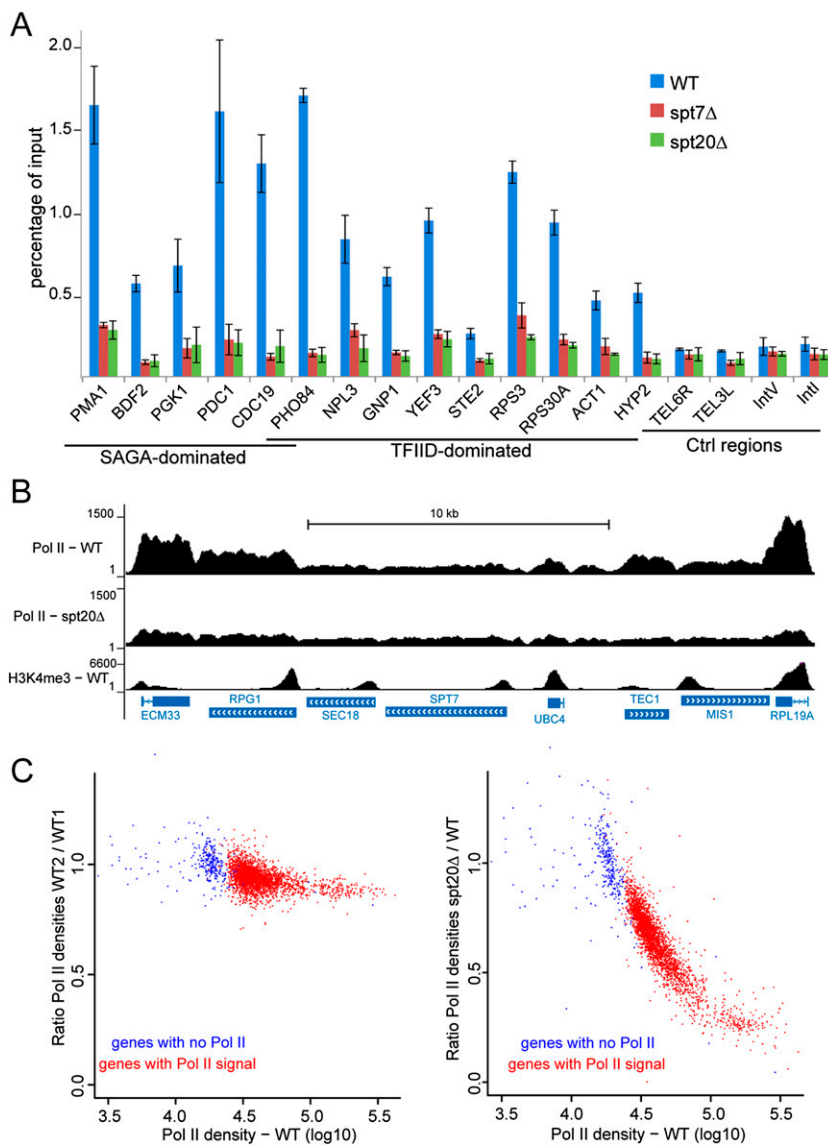 A
2.0
1.5
1.0
0.5
percentage of input
WT
spt7Δ
spt20Δ
PMA1
BDF2
PGK1
PDC1
CDC19
PHO84
NPL3
GNP1
YEF3
STE2
RPS3
RPS30A
ACT1
HYP2
TEL6R
TEL3L
IntV
IntI
SAGA-dominated
TFIID-dominated
Ctrl regions
B
10 kb
1500
Pol II – WT
1
1500
Pol II – spt20Δ
1
6600
H3K4me3 – WT
1
ECM33
RPG1
SEC18
SPT7
UBC4
TEC1
MIS1
RPL19A
C
Ratio Pol II densities WT2 / WT1
1.0
0.5
0.0
genes with no Pol II
genes with Pol II signal
3.5 4.0 4.5 5.0 5.5
Pol II density – WT (log10)
Ratio Pol II densities spt20Δ / WT
1.0
0.5
0.0
genes with no Pol II
genes with Pol II signal
3.5 4.0 4.5 5.0 5.5
Pol II density – WT (log10)